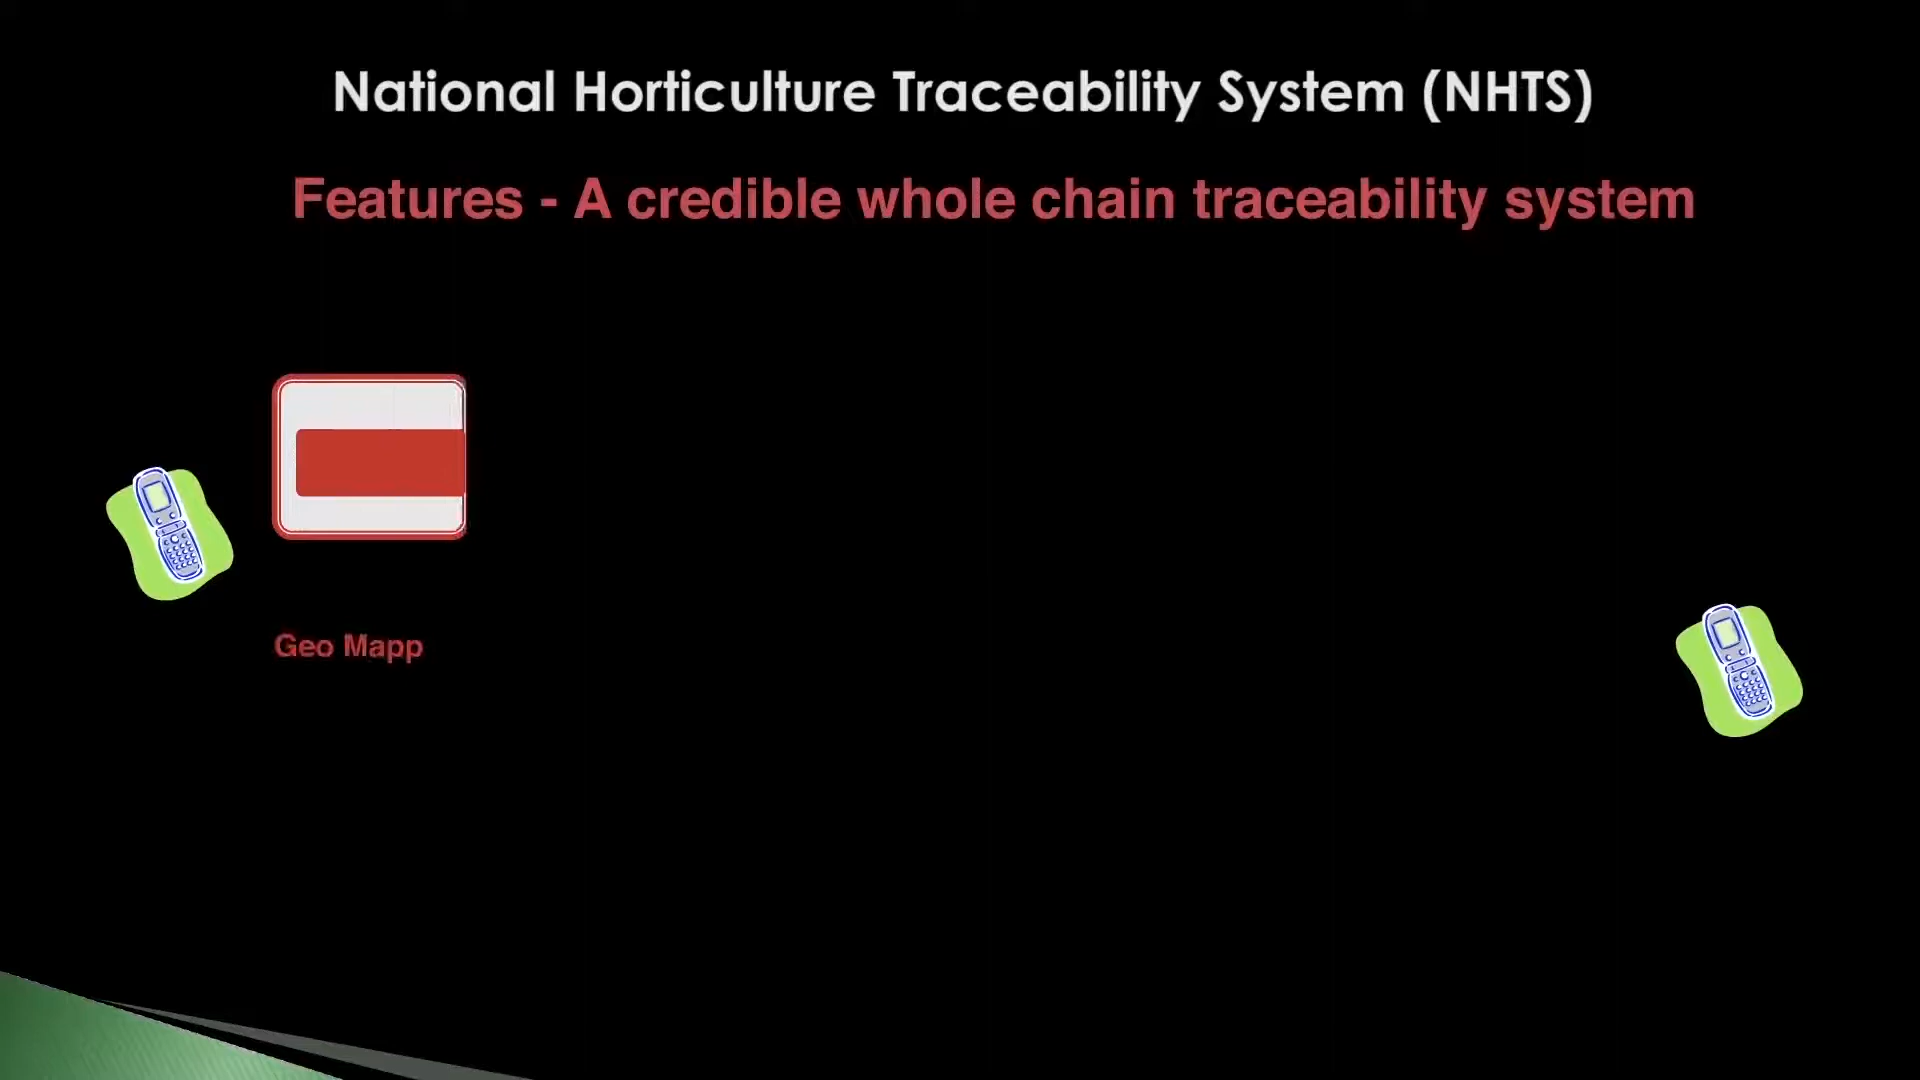 National Horticulture Traceability System (NHTS)
Features - A credible whole chain traceability system
Geo Mapp